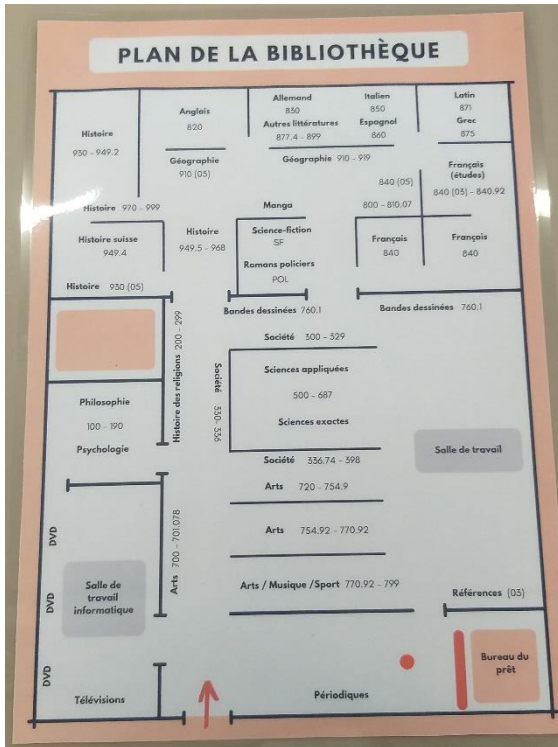 PLAN DE LA BIBLIOTHÈQUE
Histoire
930 - 949.2
Anglais
820
Géographie
910 (05)
Allemand
830
Autres littératures
877.4 - 899
Italien
850
Espagnol
860
Géographie 910 - 919
Latin
871
Grec
875
Français
(études)
840 (03) - 840.92
840 (05)
800 - 810.07
Français
840
Français
840
Histoire 970 - 999
Histoire suisse
949.4
Histoire 930 (05)
Histoire
949.5 - 968
Manga
Science-fiction
SF
Romans policiers
POL
Bandes dessinées 760.1
Bandes dessinées 760.1
Histoire des religions 200 - 299
Société 330-336
Société 300 - 329
Sciences appliquées
500 - 687
Sciences exactes
Société 336.74 - 398
Philosophie
100 - 190
Psychologie
Salle de travail
Arts 720 - 754.9
Arts 754.92 - 770.92
Arts / Musique /Sport 770.92 - 799
Arts 700 - 701.078
DVD
DVD
DVD
Salle de
travail
informatique
Télévisions
Références (03)
Bureau du
prêt
Périodiques